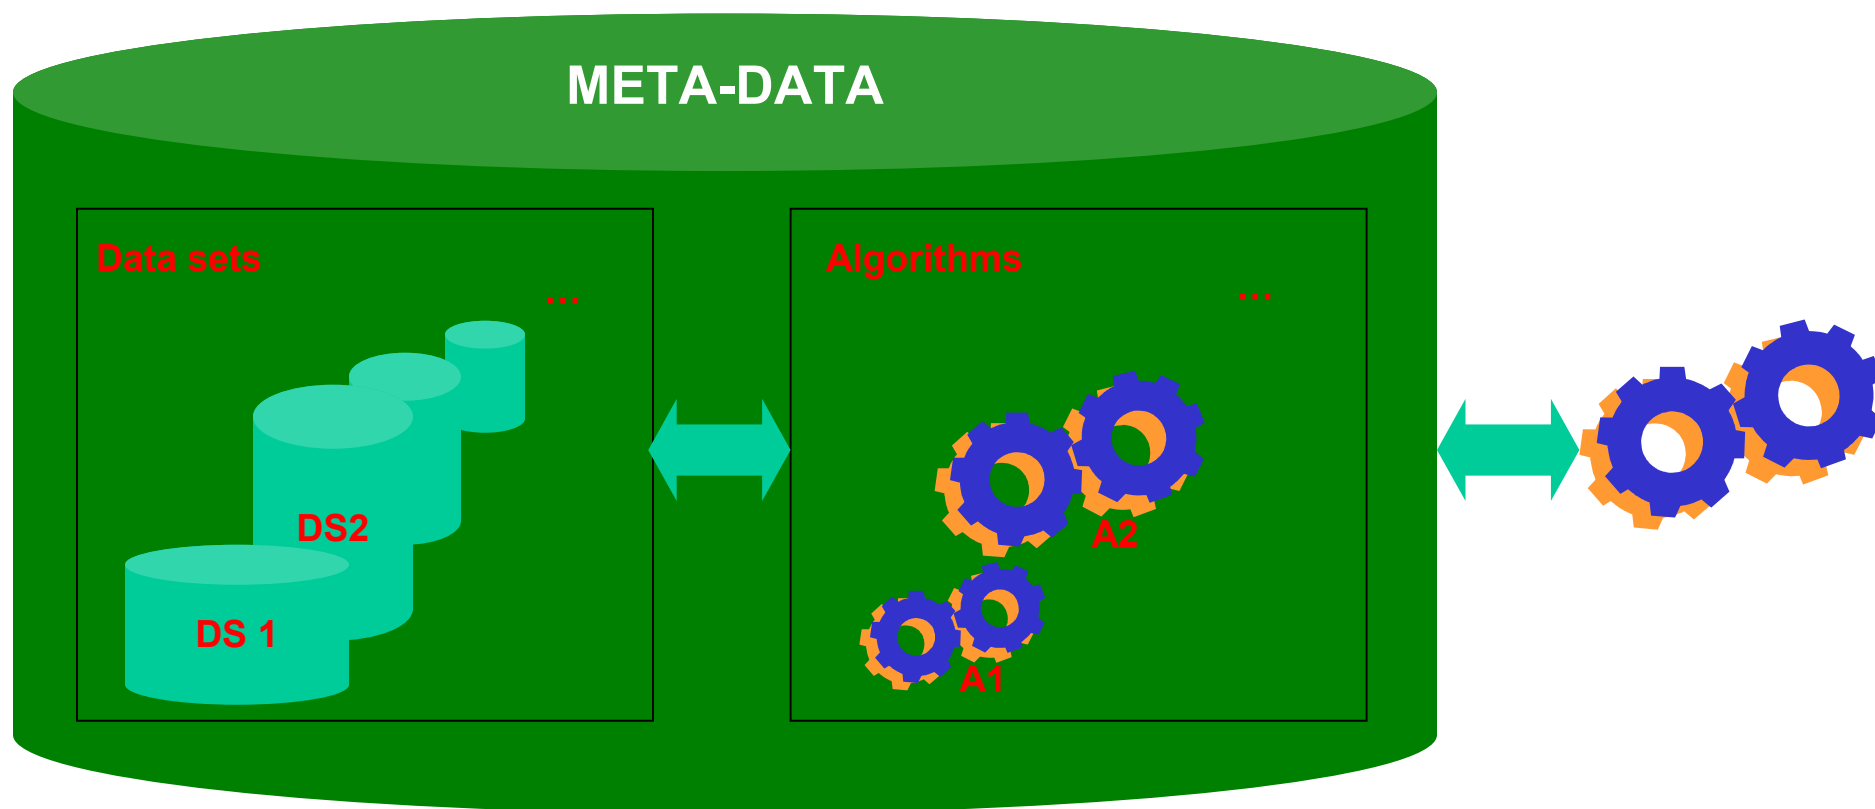 META-DATA
Data sets
...
DS2
DS 1
Algorithms
...
A2
A1